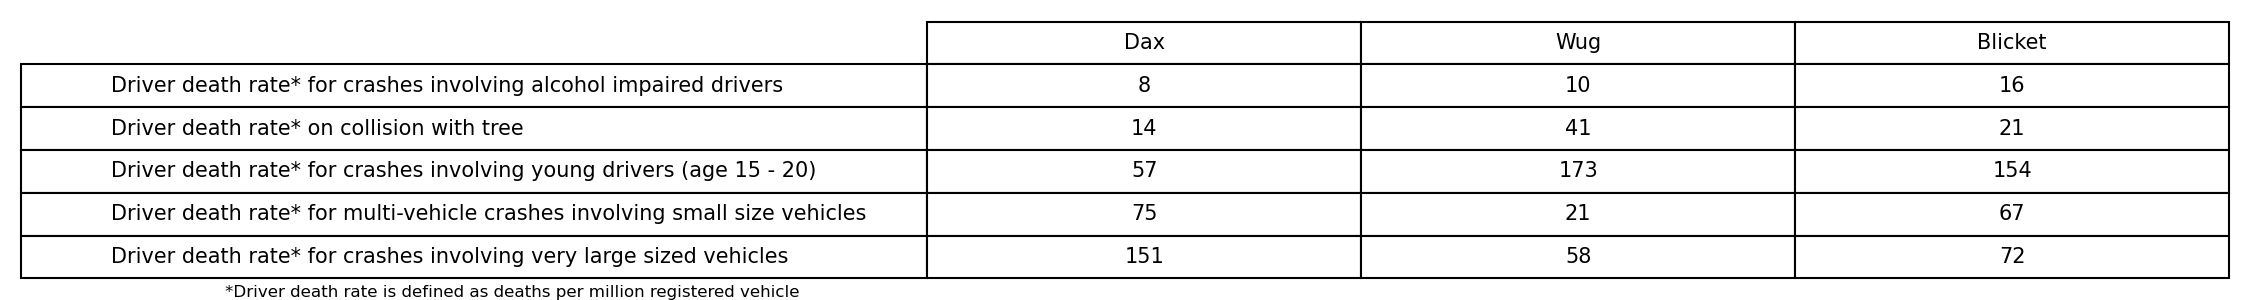 Dax Wug Blicket
Driver death rate* for crashes involving alcohol impaired drivers 8 10 16
Driver death rate* on collision with tree 14 41 21
Driver death rate* for crashes involving young drivers (age 15 - 20) 57 173 154
Driver death rate* for multi-vehicle crashes involving small size vehicles 75 21 67
Driver death rate* for crashes involving very large sized vehicles 151 58 72
*Driver death rate is defined as deaths per million registered vehicle